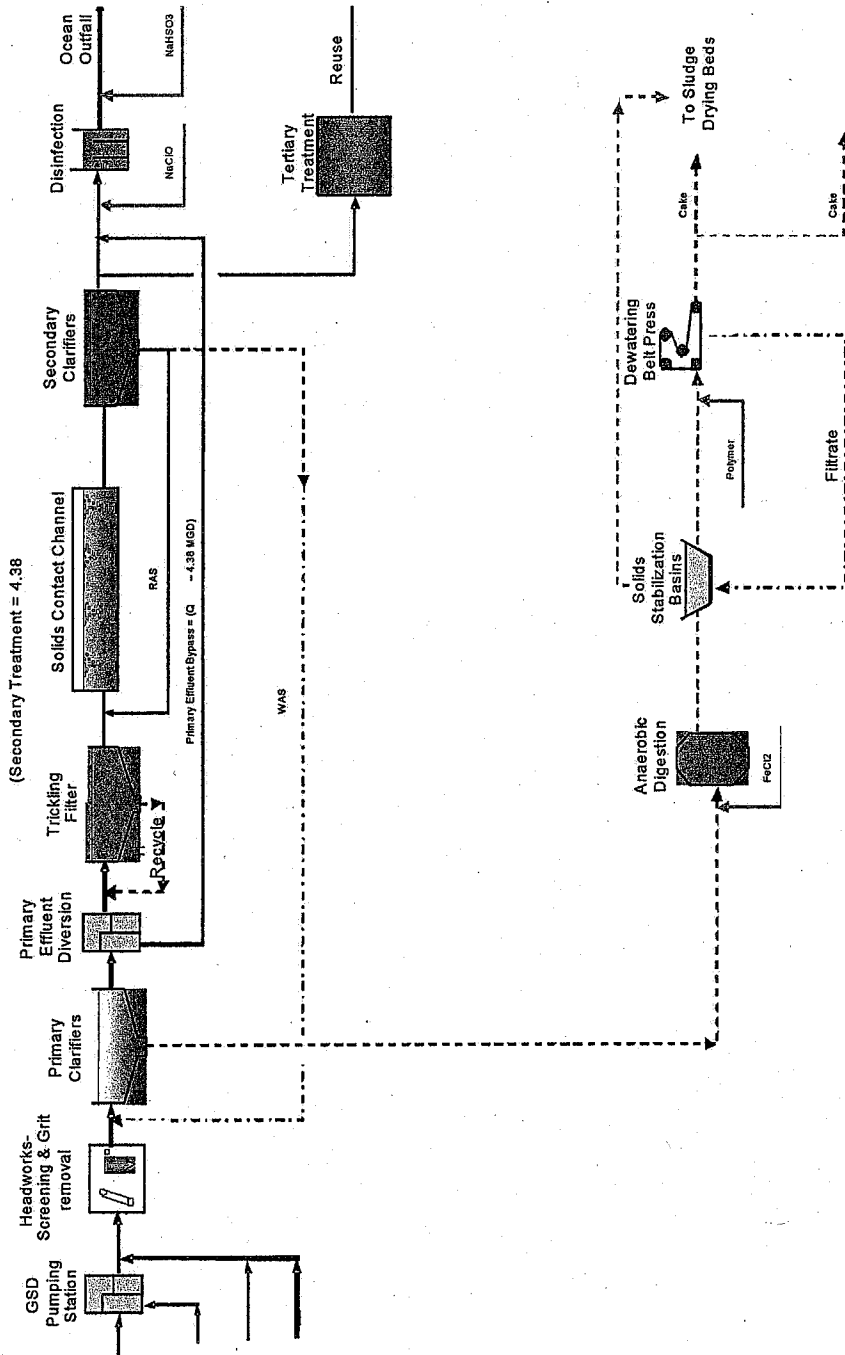 (Secondary Treatment = 4.38
GSD
Pumping
Station
Headworks-
Screening & Grit
removal
Primary
Clarifiers
Primary
Effluent
Diversion
Trickling
Filter
Recycle
Solids Contact Channel
RAS
Primary Effluent Bypass = (Q – 4.38 MGD)
WAS
Secondary
Clarifiers
Disinfection
NaClO
Ocean
Outfall
NaHSO3
Tertiary
Treatment
Reuse
Anaerobic
Digestion
FeCl2
Solids
Stabilization
Basins
Polymer
Dewatering
Belt Press
Filtrate
Cake
Cake
To Sludge
Drying Beds